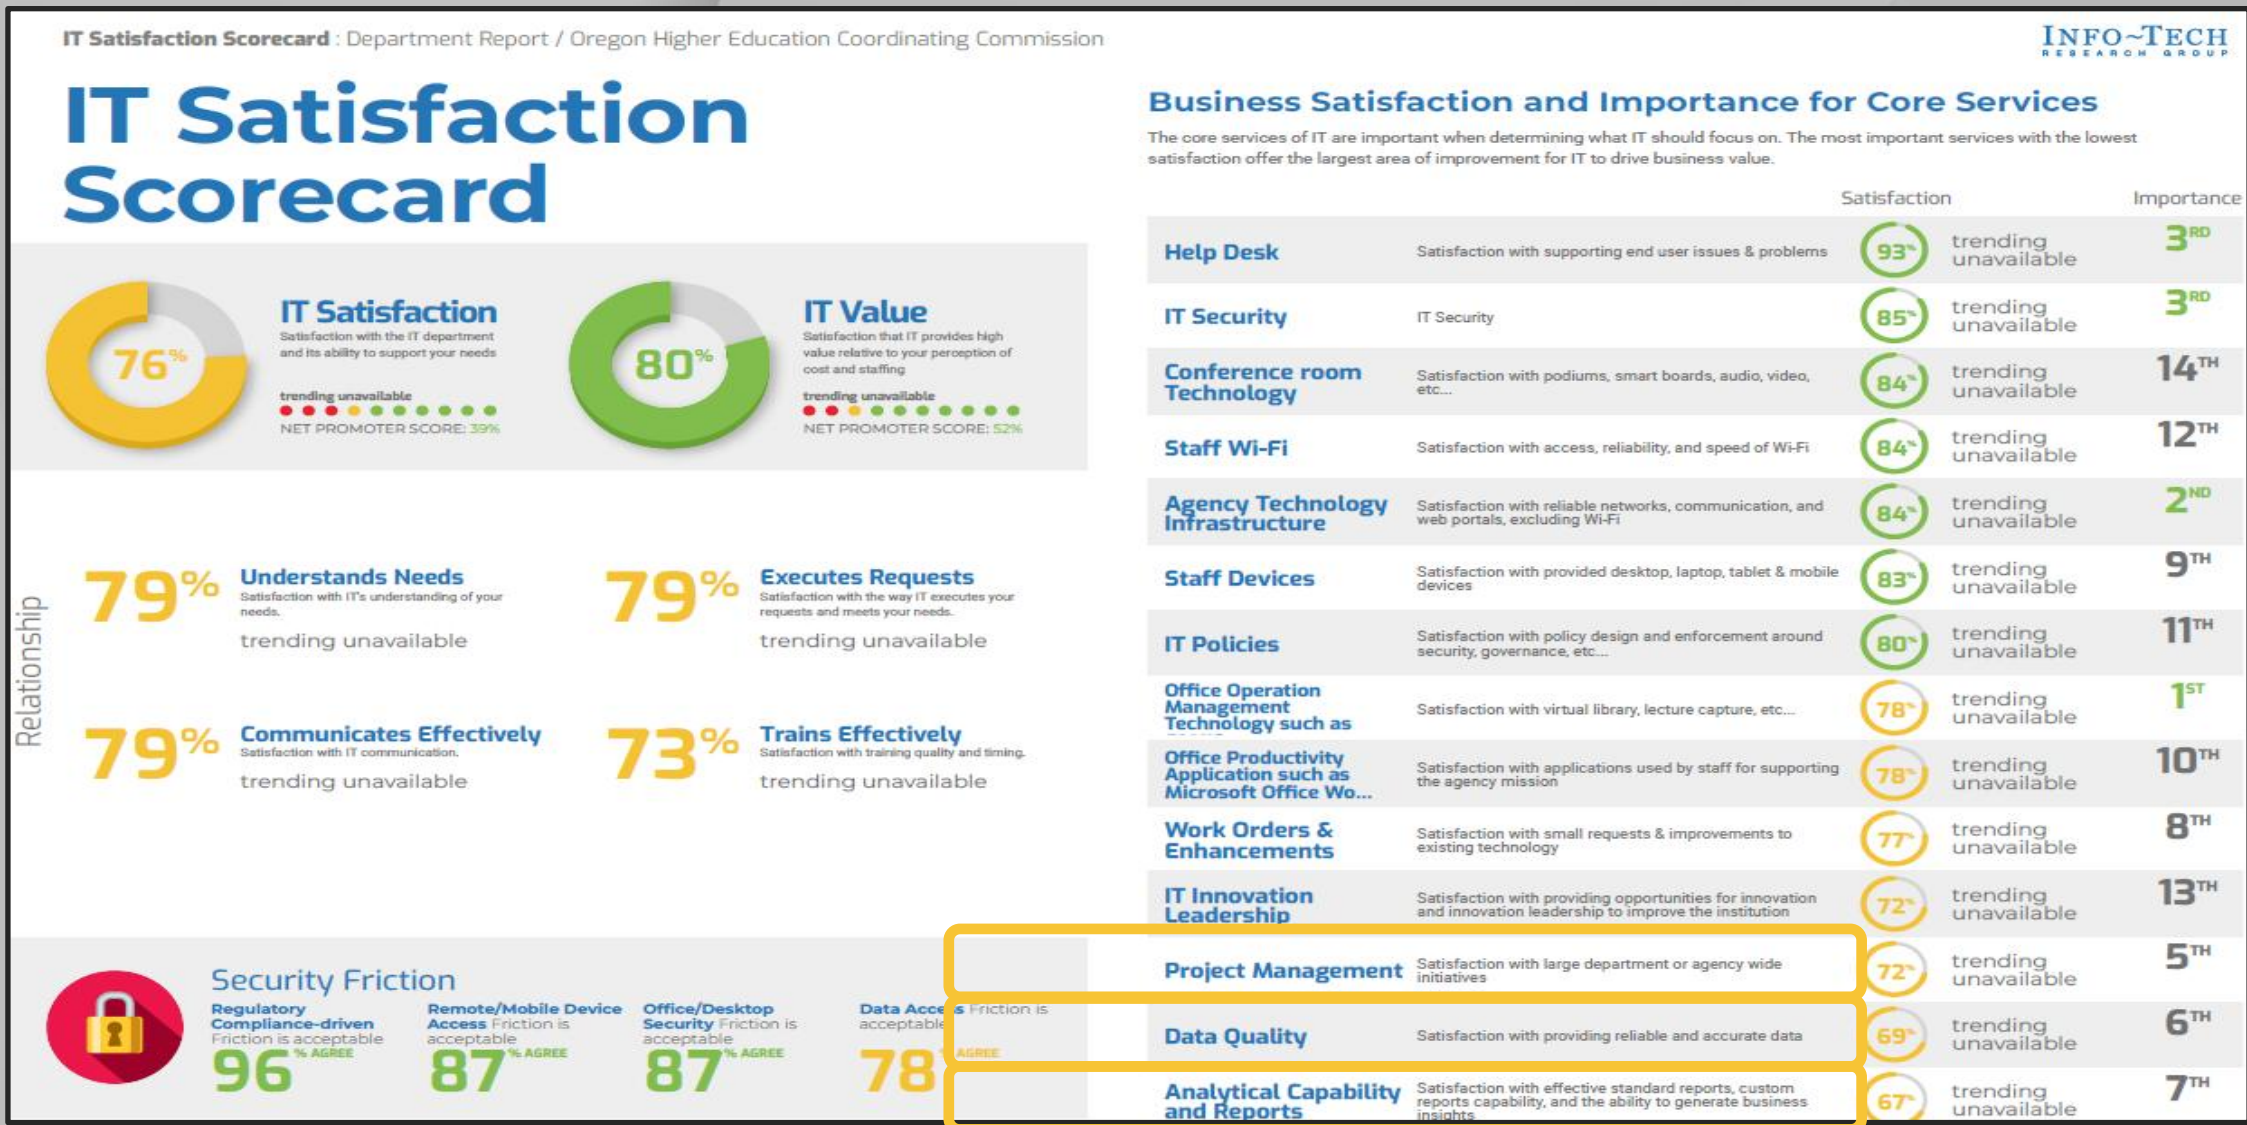 IT Satisfaction Scorecard : Department Report / Oregon Higher Education Coordinating Commission
INFO~TECH
RESEARCH GROUP
IT Satisfaction
Scorecard
76%
IT Satisfaction
Satisfaction with the IT department
and its ability to support your needs
trending unavailable
NET PROMOTER SCORE: 39%
80%
IT Value
Satisfaction that IT provides high
value relative to your perception of
cost and staffing
trending unavailable
NET PROMOTER SCORE: 52%
Relationship
79%
Understands Needs
Satisfaction with IT's understanding of your
needs.
trending unavailable
79%
Executes Requests
Satisfaction with the way IT executes your
requests and meets your needs.
trending unavailable
79%
Communicates Effectively
Satisfaction with IT communication.
trending unavailable
73%
Trains Effectively
Satisfaction with training quality and timing.
trending unavailable
Security Friction
Regulatory
Compliance-driven
Friction is acceptable
96% AGREE
Remote/Mobile Device
Access Friction is
acceptable
87% AGREE
Office/Desktop
Security Friction is
acceptable
87% AGREE
Data Access Friction is
acceptable
78% AGREE
Business Satisfaction and Importance for Core Services
The core services of IT are important when determining what IT should focus on. The most important services with the lowest
satisfaction offer the largest area of improvement for IT to drive business value.
Satisfaction
Importance
Help Desk
Satisfaction with supporting end user issues & problems
93%
trending
unavailable
3RD
IT Security
IT Security
85%
trending
unavailable
3RD
Conference room
Technology
Satisfaction with podiums, smart boards, audio, video,
etc...
84%
trending
unavailable
14TH
Staff Wi-Fi
Satisfaction with access, reliability, and speed of Wi-Fi
84%
trending
unavailable
12TH
Agency Technology
Infrastructure
Satisfaction with reliable networks, communication, and
web portals, excluding Wi-Fi
84%
trending
unavailable
2ND
Staff Devices
Satisfaction with provided desktop, laptop, tablet & mobile
devices
83%
trending
unavailable
9TH
IT Policies
Satisfaction with policy design and enforcement around
security, governance, etc...
80%
trending
unavailable
11TH
Office Operation
Management
Technology such as
Satisfaction with virtual library, lecture capture, etc...
78%
trending
unavailable
1ST
Office Productivity
Application such as
Microsoft Office Wo...
Satisfaction with applications used by staff for supporting
the agency mission
78%
trending
unavailable
10TH
Work Orders &
Enhancements
Satisfaction with small requests & improvements to
existing technology
77%
trending
unavailable
8TH
IT Innovation
Leadership
Satisfaction with providing opportunities for innovation
and innovation leadership to improve the institution
72%
trending
unavailable
13TH
Project Management
Satisfaction with large department or agency wide
initiatives
72%
trending
unavailable
5TH
Data Quality
Satisfaction with providing reliable and accurate data
69%
trending
unavailable
6TH
Analytical Capability
and Reports
Satisfaction with effective standard reports, custom
reports capability, and the ability to generate business
insights
67%
trending
unavailable
7TH